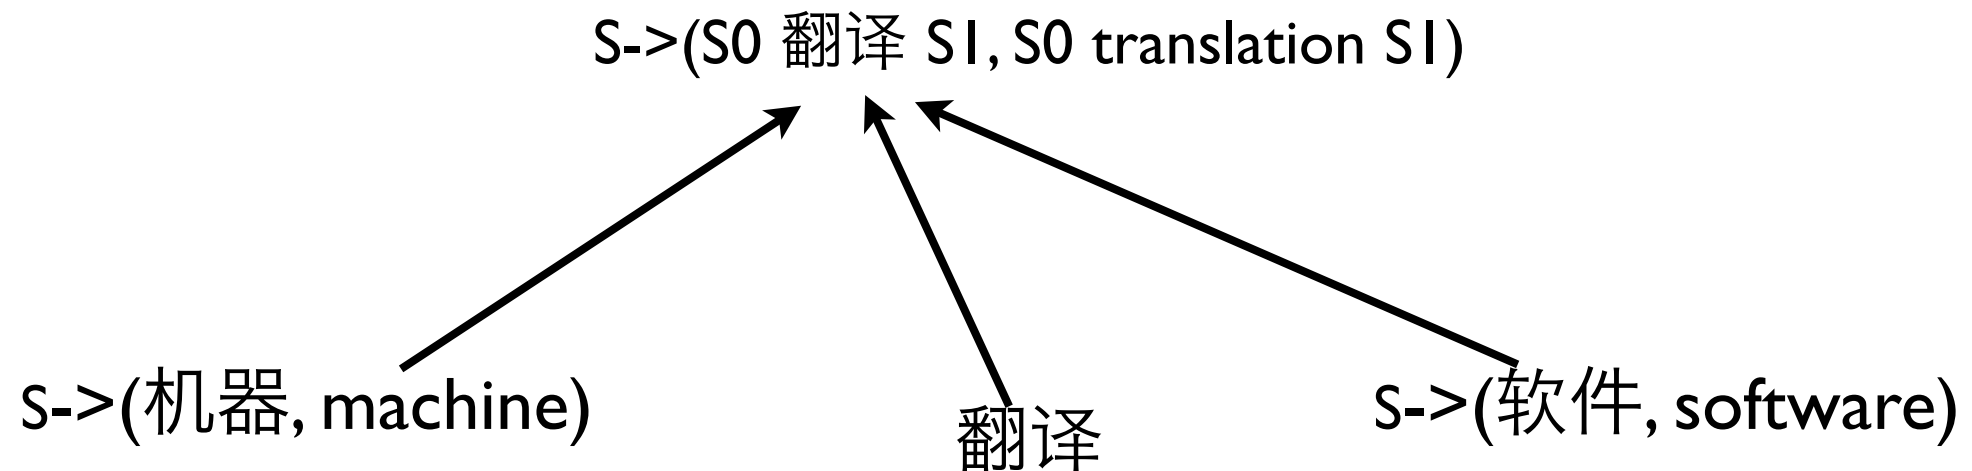 S->(S0 翻译 S1, S0 translation S1)
S->(机器, machine)
翻译
S->(软件, software)